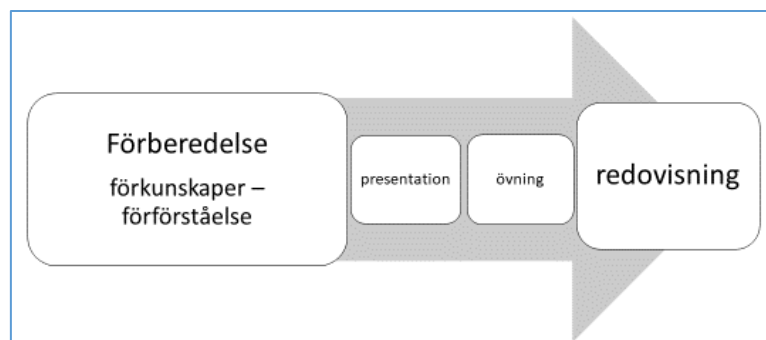 Förberedelse
förkunskaper –
förförståelse
presentation
övning
redovisning